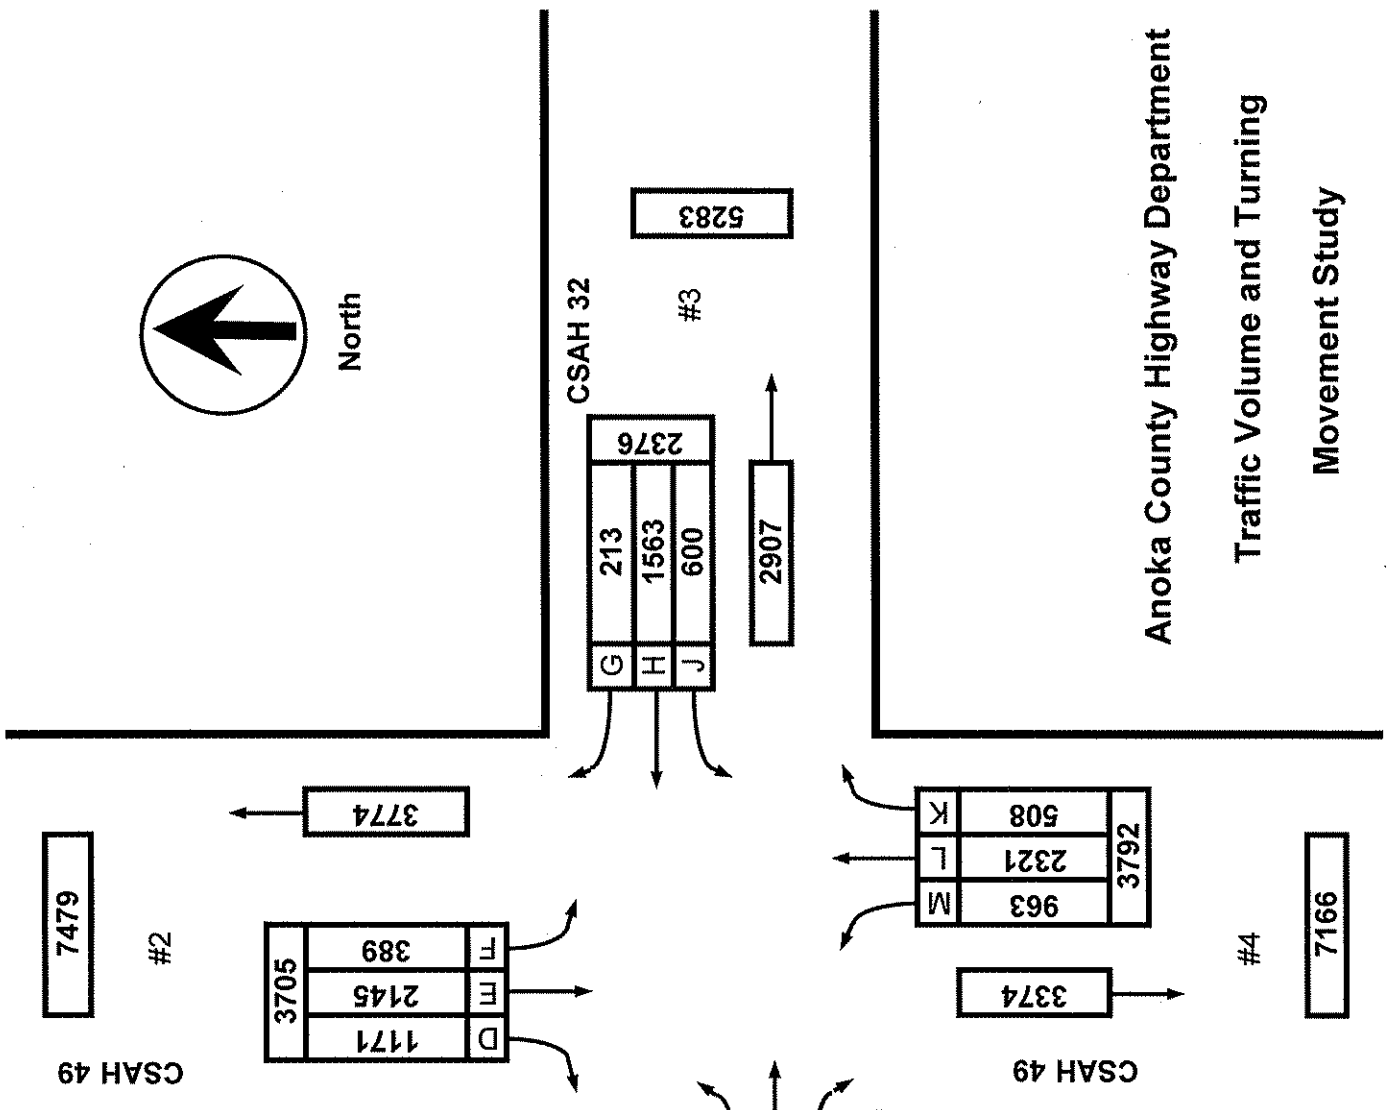 Anoka County Highway Department
Traffic Volume and Turning
Movement Study
North
CSAH 49
#2
7479
3705
1171
2145
389
D
E
F
3774
CSAH 32
#3
5283
2376
G 213
H 1563
J 600
2907
K 508
L 2321
M 963
3792
3374
CSAH 49
#4
7166